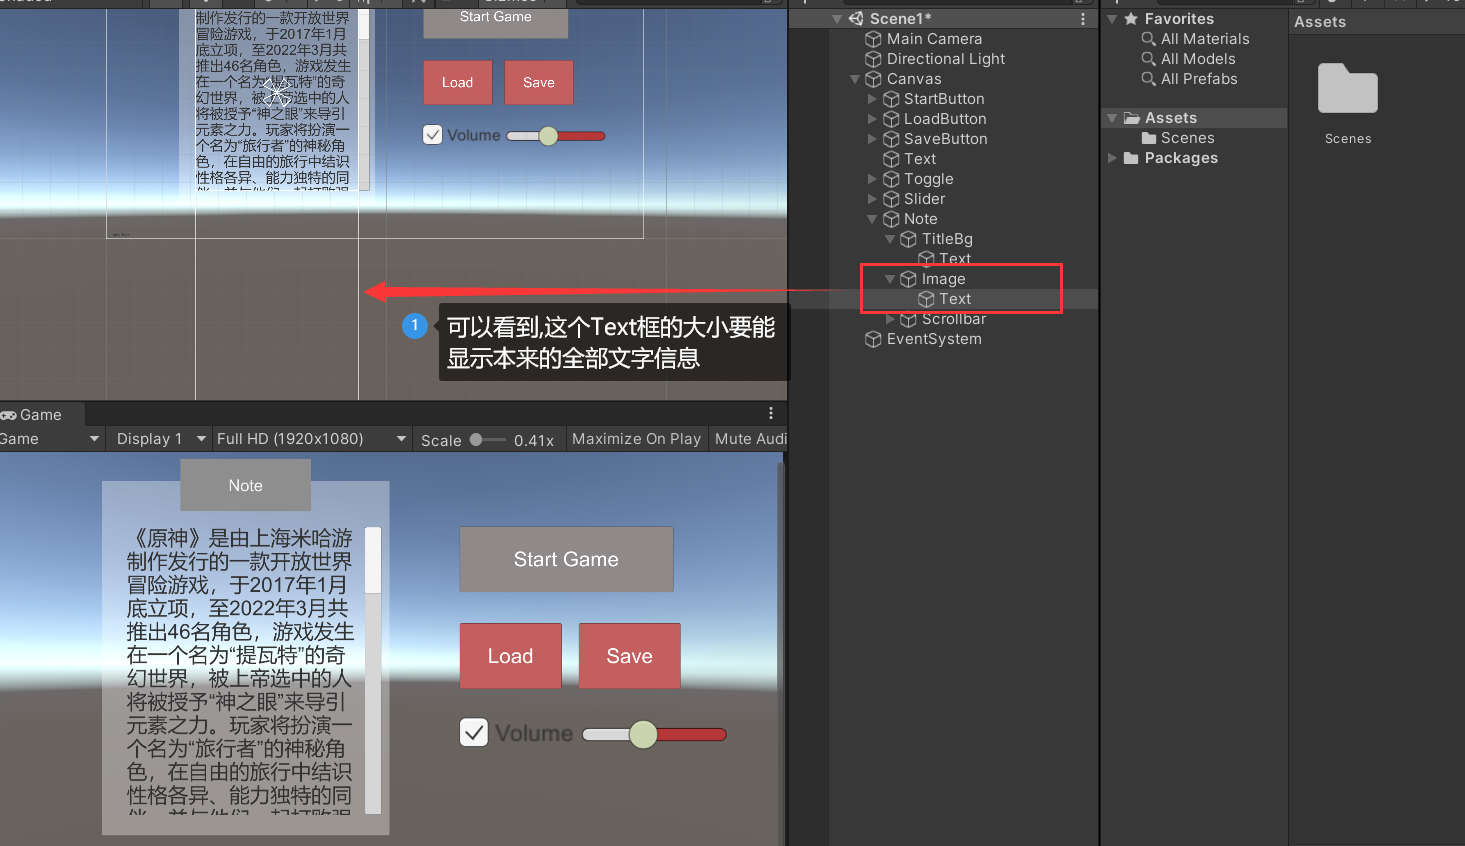 Start Game
制作发行的一款开放世界
冒险游戏，于2017年1月
底立项，至2022年3月共
推出46名角色，游戏发生
在一个名为“提瓦特”的奇
幻世界，被上帝选中的人
将被授予“神之眼”来导引
元素之力。玩家将扮演一
个名为“旅行者”的神秘角
色，在自由的旅行中结识
性格各异、能力独特的同
Load
Save
Volume
1
可以看到,这个Text框的大小要能
显示本来的全部文字信息
Game
Game
Display 1
Full HD (1920x1080)
Scale
0.41x
Maximize On Play
Mute Audi
Note
《原神》是由上海米哈游
制作发行的一款开放世界
冒险游戏，于2017年1月
底立项，至2022年3月共
推出46名角色，游戏发生
在一个名为“提瓦特”的奇
幻世界，被上帝选中的人
将被授予“神之眼”来导引
元素之力。玩家将扮演一
个名为“旅行者”的神秘角
色，在自由的旅行中结识
性格各异、能力独特的同
Start Game
Load
Save
Volume
Scene1*
Main Camera
Directional Light
Canvas
StartButton
LoadButton
SaveButton
Text
Toggle
Slider
Note
TitleBg
Text
Image
Text
Scrollbar
EventSystem
Favorites
All Materials
All Models
All Prefabs
Assets
Scenes
Packages
Assets
Scenes